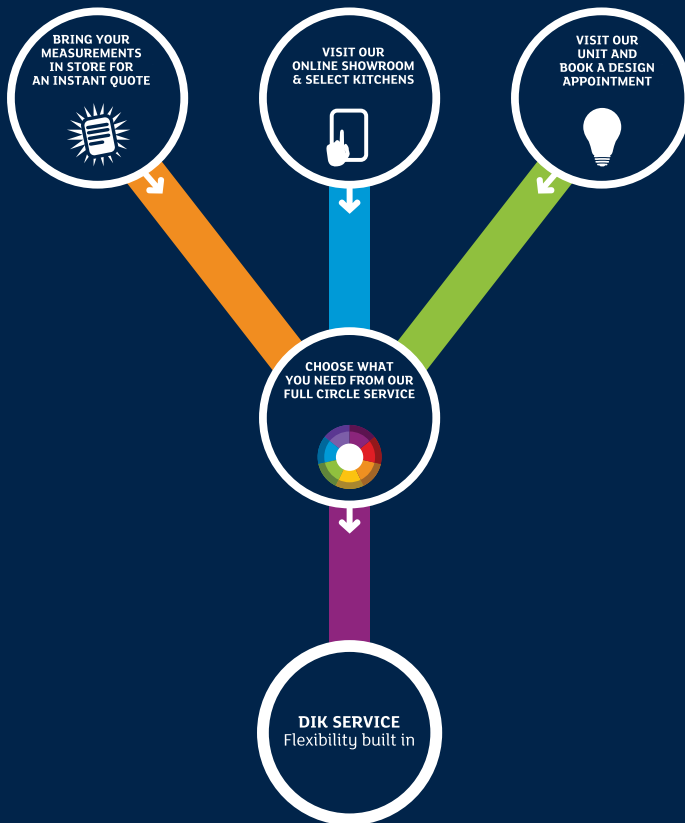 BRING YOUR
MEASUREMENTS
IN STORE FOR
AN INSTANT QUOTE
VISIT OUR
ONLINE SHOWROOM
& SELECT KITCHENS
VISIT OUR
UNIT AND
BOOK A DESIGN
APPOINTMENT
CHOOSE WHAT
YOU NEED FROM OUR
FULL CIRCLE SERVICE
DIK SERVICE
Flexibility built in